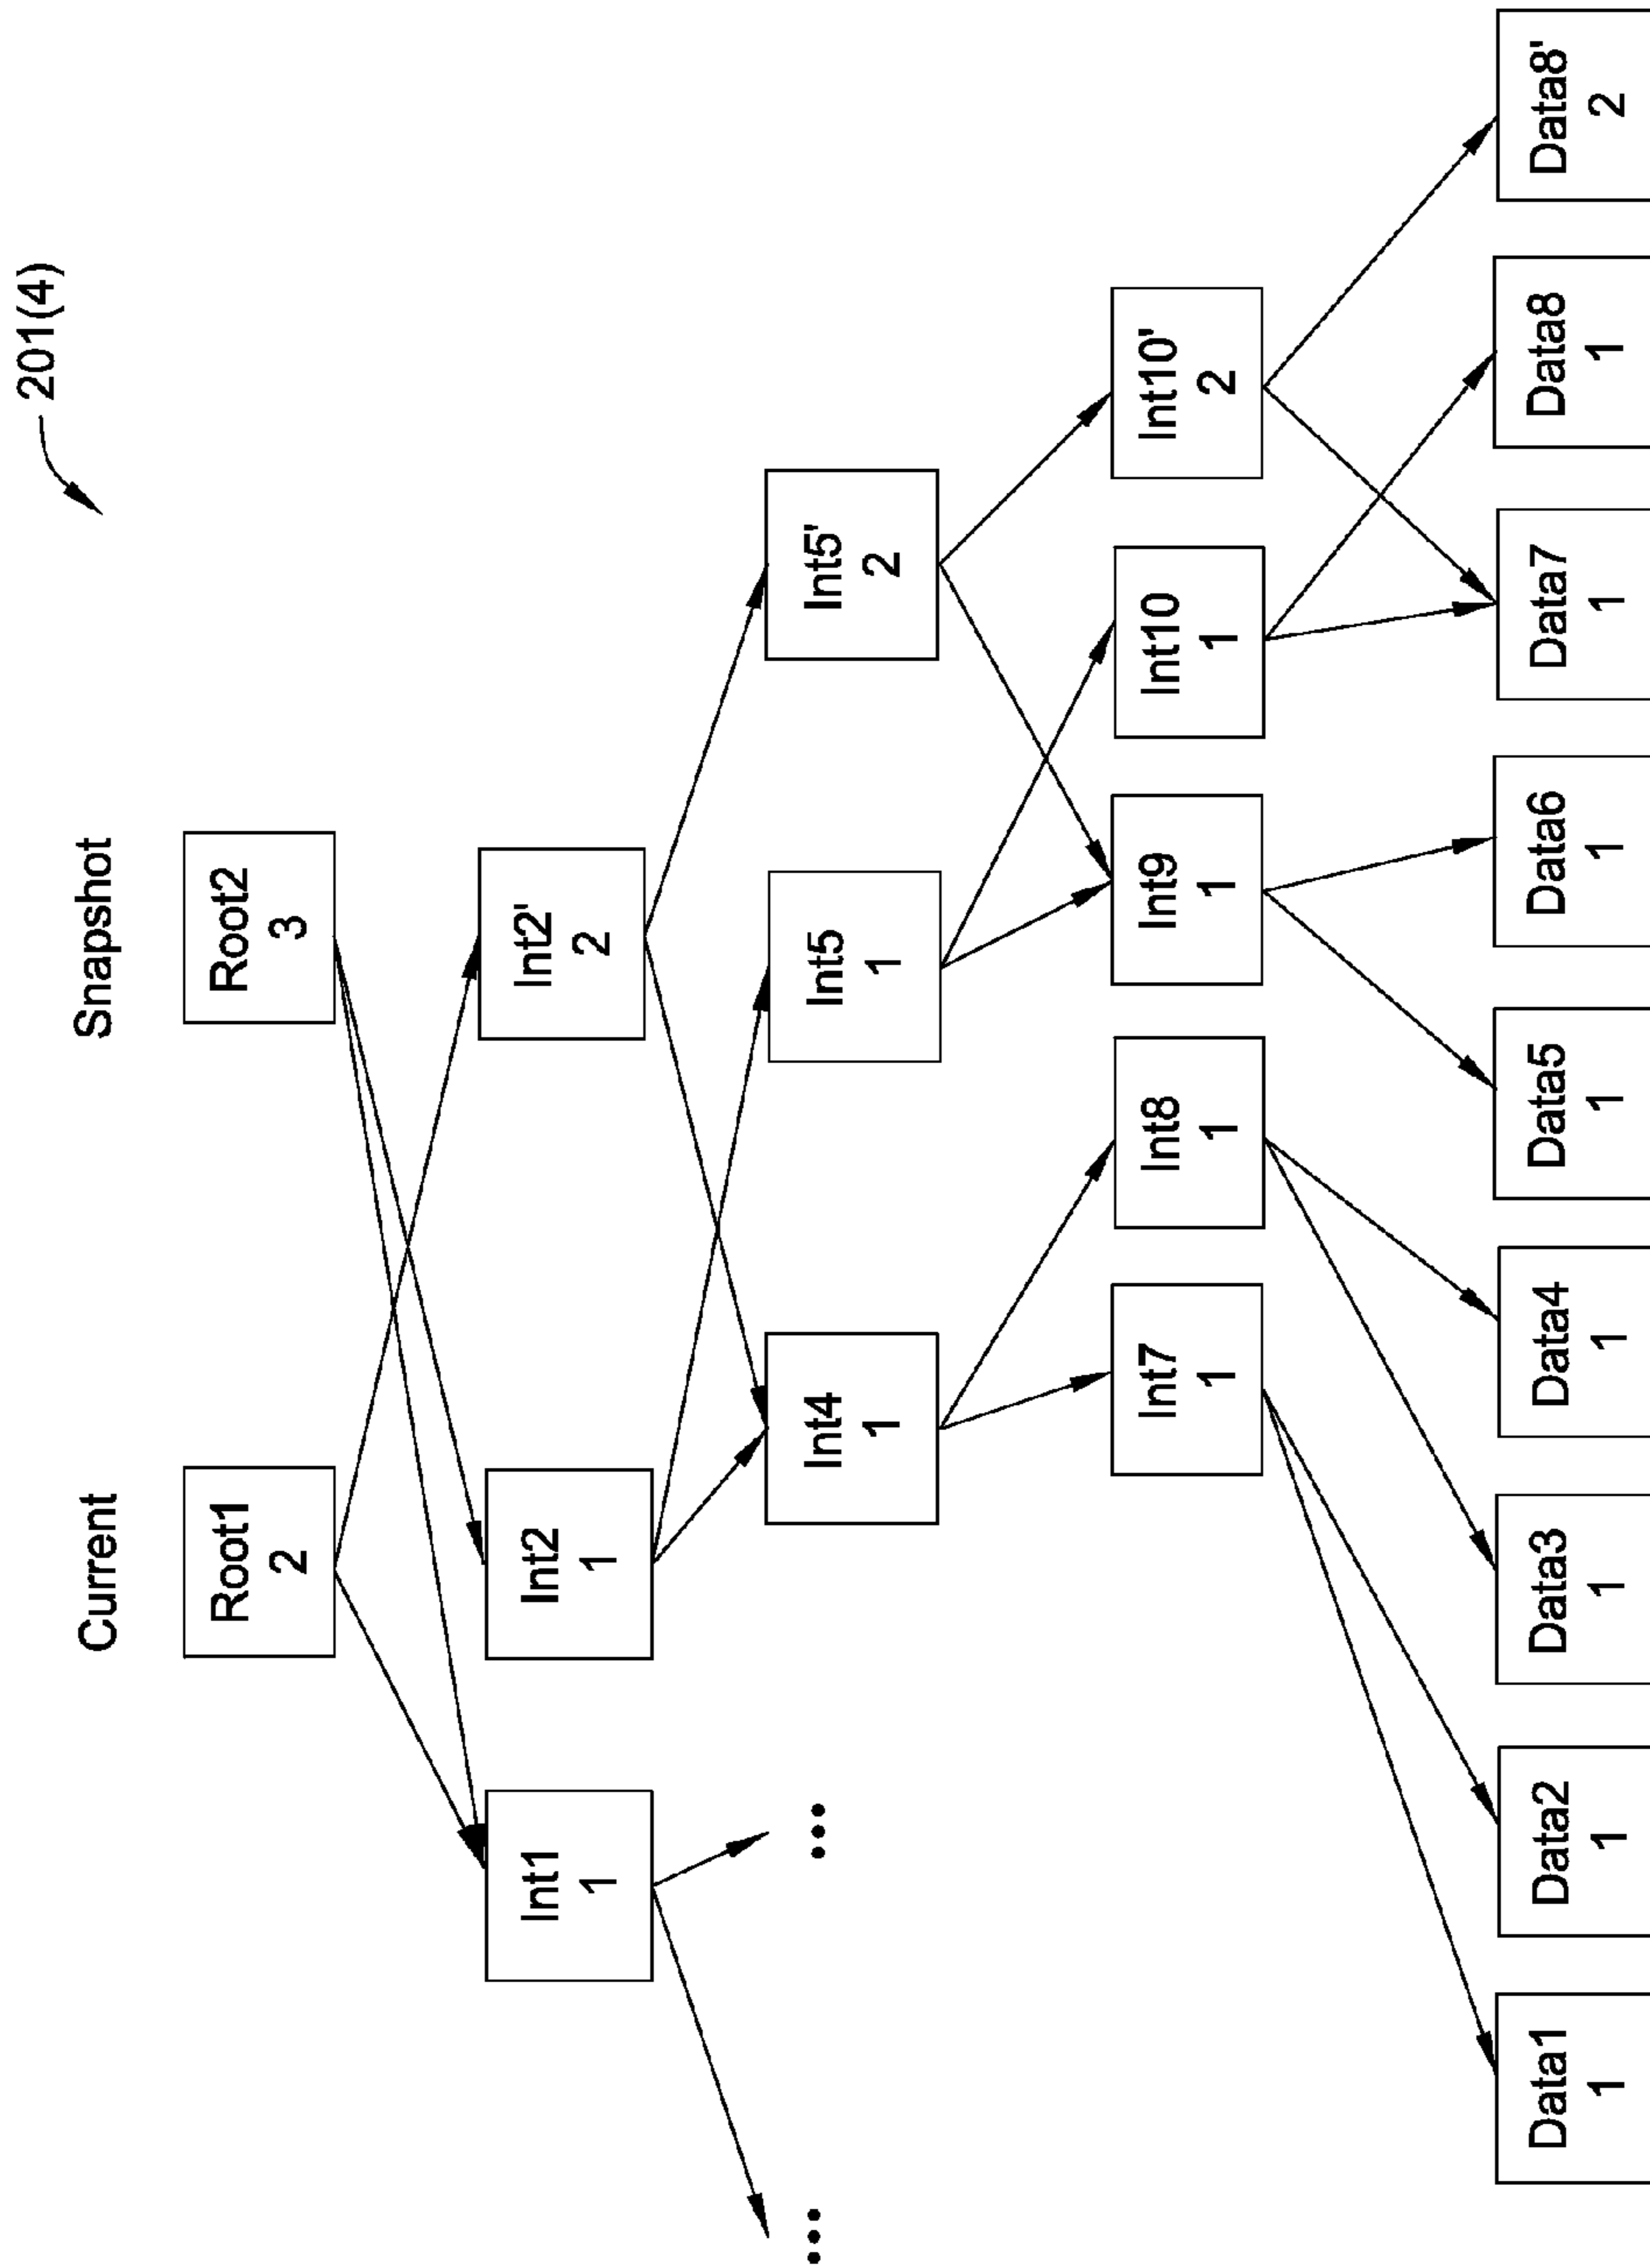 201(4)
Current
Snapshot
Root1
2
Root2
3
Int1
1
Int2
1
Int2'
2
...
...
Int4
1
Int5
1
Int5'
2
Int7
1
Int8
1
Int9
1
Int10
1
Int10'
2
Data1
1
Data2
1
Data3
1
Data4
1
Data5
1
Data6
1
Data7
1
Data8
1
Data8'
2